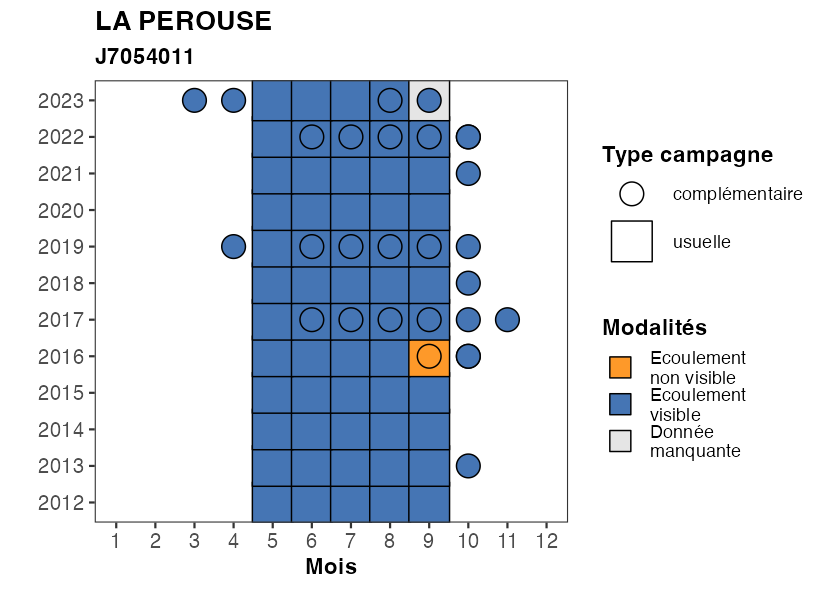 LA PEROUSE
J7054011
2023
2022
2021
2020
2019
2018
2017
2016
2015
2014
2013
2012
1 2 3 4 5 6 7 8 9 10 11 12
Mois
Type campagne
complémentaire
usuelle
Modalités
Ecoulement
non visible
Ecoulement
visible
Donnée
manquante